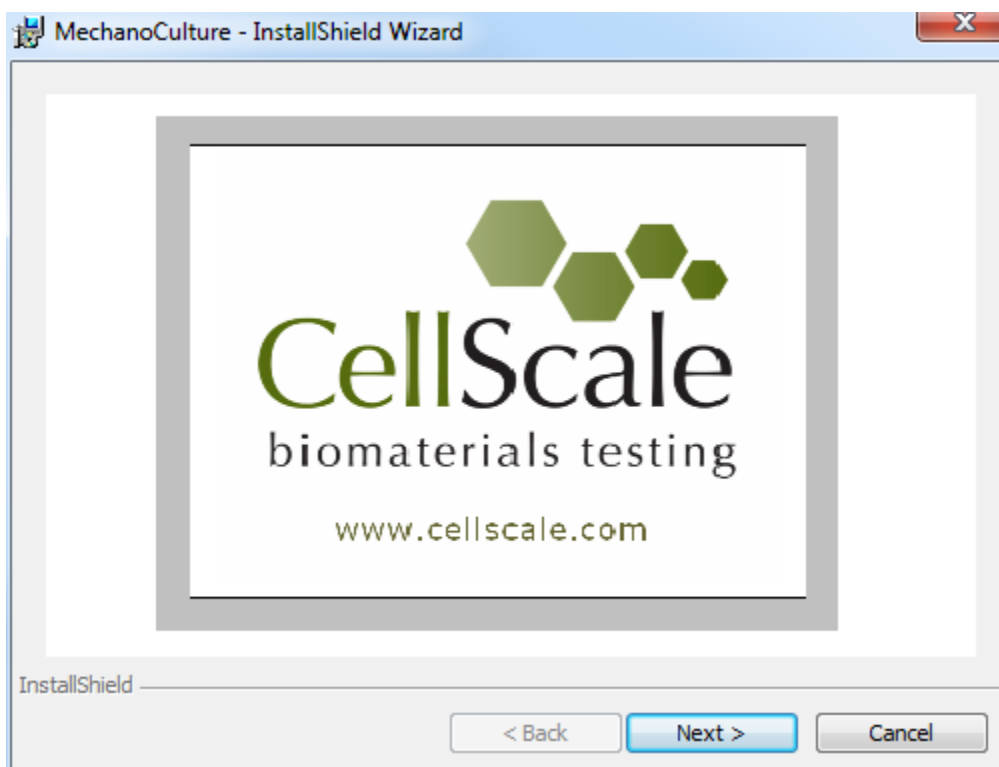 MechanoCulture - InstallShield Wizard
X
CellScale
biomaterials testing
www.cellscale.com
InstallShield
< Back Next > Cancel